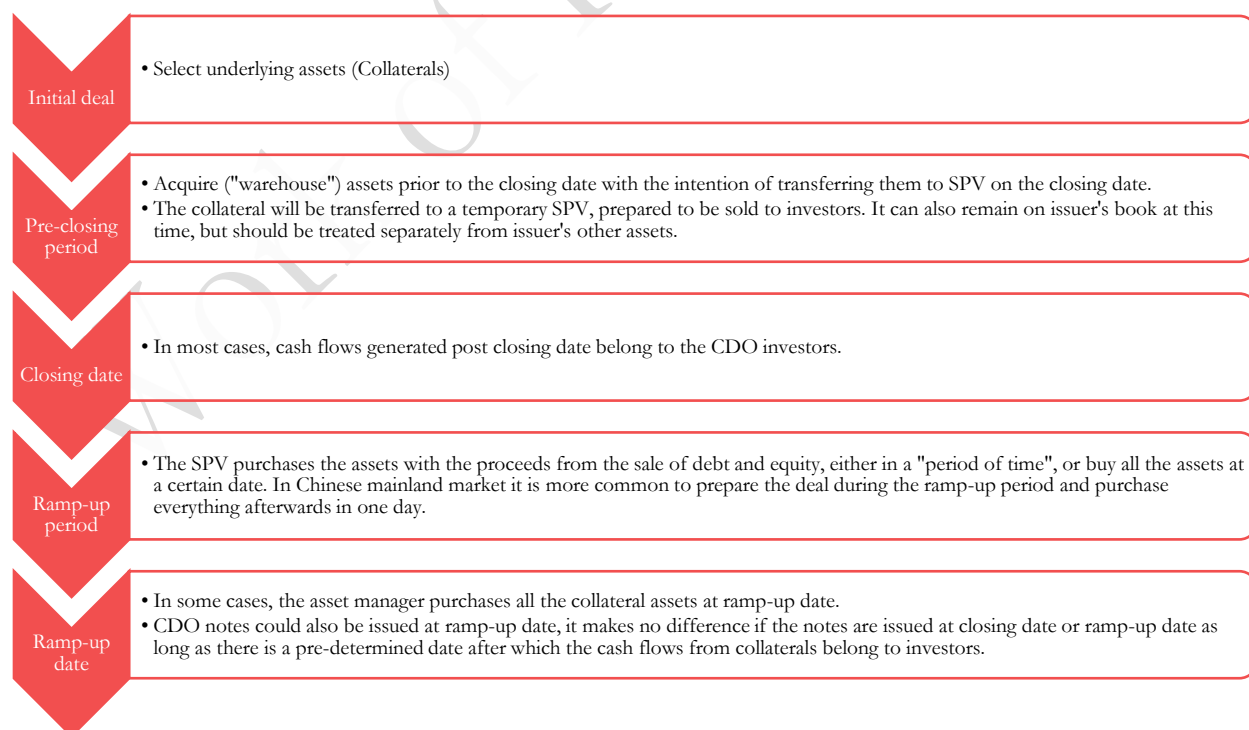 Initial deal
• Select underlying assets (Collaterals)
Pre-closing
period
• Acquire ("warehouse") assets prior to the closing date with the intention of transferring them to SPV on the closing date.
• The collateral will be transferred to a temporary SPV, prepared to be sold to investors. It can also remain on issuer's book at this
time, but should be treated separately from issuer's other assets.
Closing date
• In most cases, cash flows generated post closing date belong to the CDO investors.
Ramp-up
period
• The SPV purchases the assets with the proceeds from the sale of debt and equity, either in a "period of time", or buy all the assets at
a certain date. In Chinese mainland market it is more common to prepare the deal during the ramp-up period and purchase
everything afterwards in one day.
Ramp-up
date
• In some cases, the asset manager purchases all the collateral assets at ramp-up date.
• CDO notes could also be issued at ramp-up date, it makes no difference if the notes are issued at closing date or ramp-up date as
long as there is a pre-determined date after which the cash flows from collaterals belong to investors.